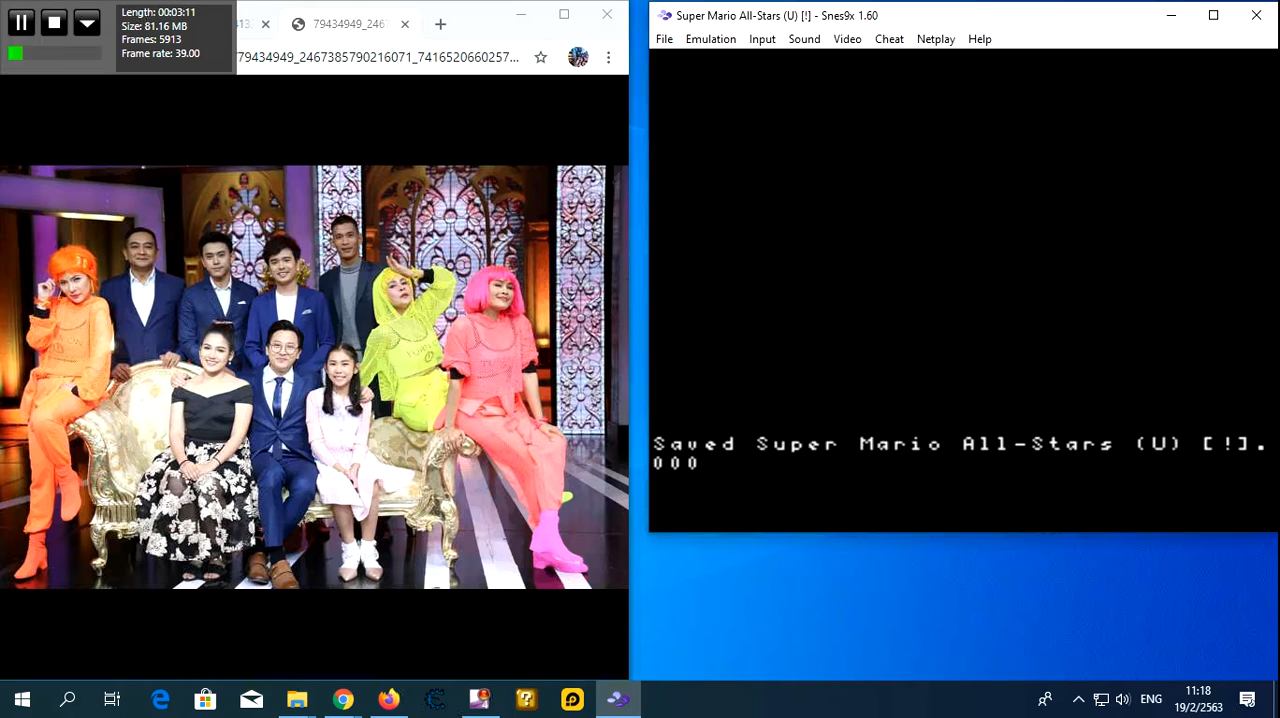 Length: 00:03:11
Size: 81.16 MB
Frames: 5913
Frame rate: 39.00
79434949_2467
79434949_2467385790216071_7416520660257...
Super Mario All-Stars (U) [!] - Snes9x 1.60
File Emulation Input Sound Video Cheat Netplay Help
Saved Super Mario All-Stars (U) [!].
000
ENG
11:18
19/2/2563